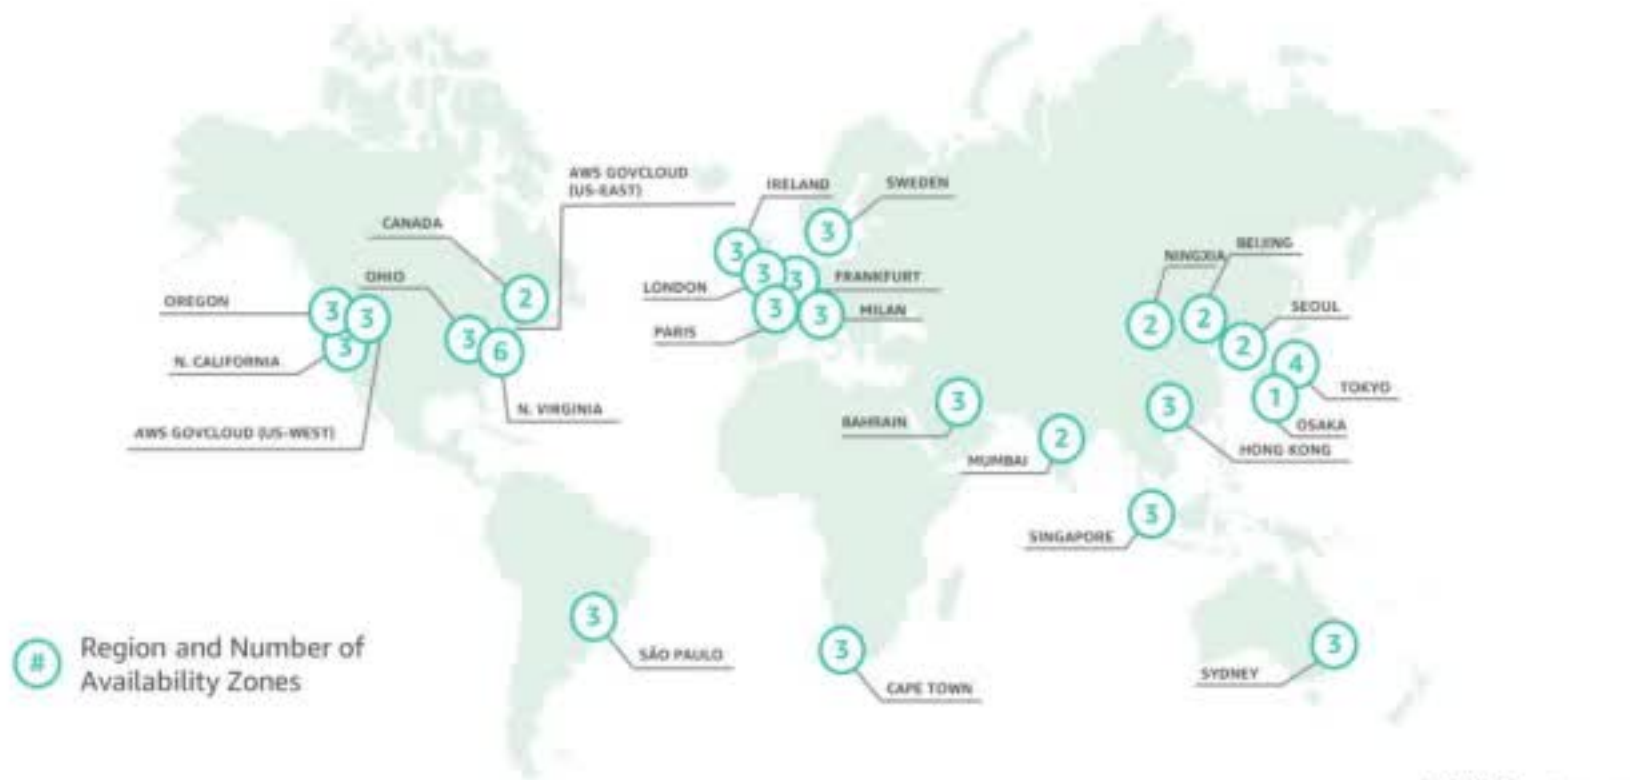 AWS GOVCLOUD
(US-EAST)
IRELAND
SWEDEN
CANADA
BEIJING
NINGXIA
OHIO
FRANKFURT
LONDON
OREGON
SEOUL
MILAN
PARIS
N. CALIFORNIA
TOKYO
N. VIRGINIA
BAHRAIN
OSAKA
AWS GOVCLOUD (US-WEST)
HONG KONG
MUMBAI
SINGAPORE
SÃO PAULO
SYDNEY
CAPE TOWN
3
3
3
3
3
6
2
3
3
3
3
3
3
3
2
2
2
2
4
1
3
3
3
3
3
# Region and Number of
Availability Zones